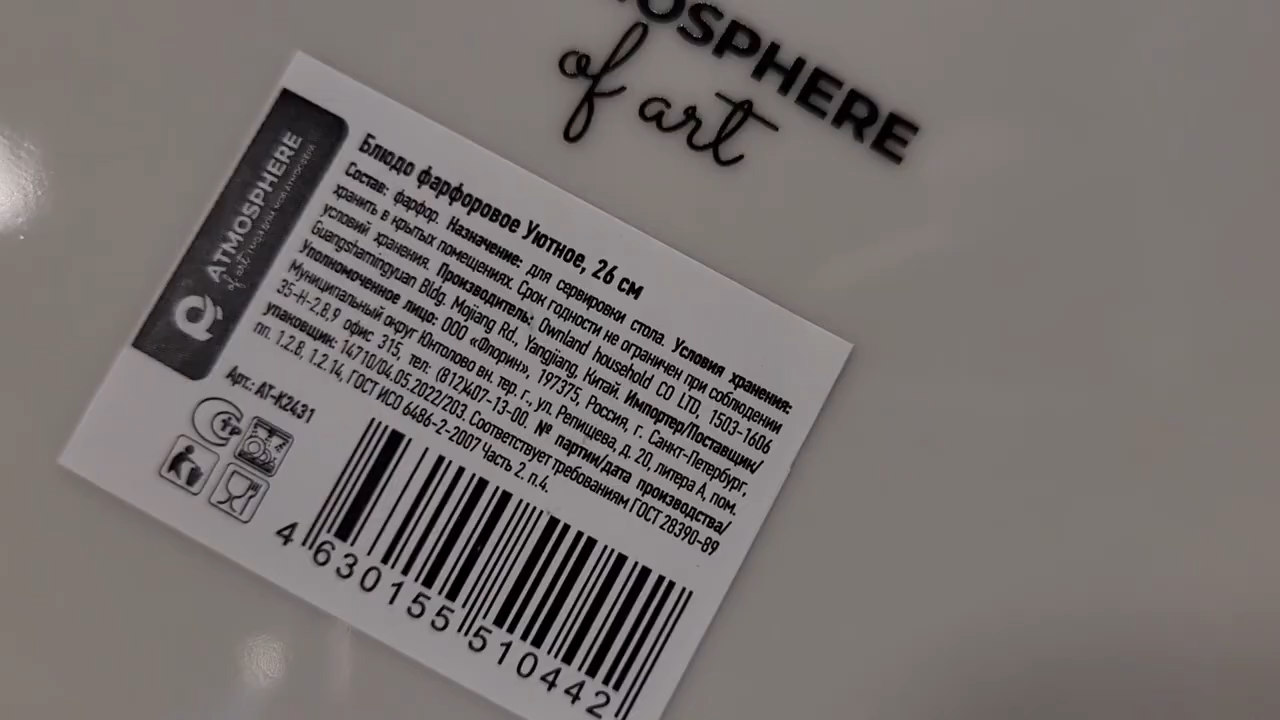 OSPHERE
of art
ATMOSPHERE
of art
Блюдо фарфоровое Уютное, 26 см
Состав: фарфор. Назначение: для сервировки стола. Условия хранения:
хранить в крытых помещениях. Срок годности не ограничен при соблюдении
условий хранения. Производитель: Ownland household CO LTD, 1503-1606
Guangshamingyuan Bldg. Mojiang Rd., Yangjiang, Китай. Импортер/Поставщик/
Уполномоченное лицо: ООО «Флорин», 197375, Россия, г. Санкт-Петербург,
Муниципальный округ Юнтолово вн. тер. г., ул. Репищева, д. 20, литера А, пом.
35-Н-2,8,9 офис 315, тел: (812)407-13-00. № партии/дата производства/
упаковщик: 14710/04.05.2022/203. Соответствует требованиям ГОСТ 28390-89
пп. 1.2.8, 1.2.14, ГОСТ ИСО 6486-2-2007 Часть 2. п.4.
Арт.: AT-K2431
4 630155 510442